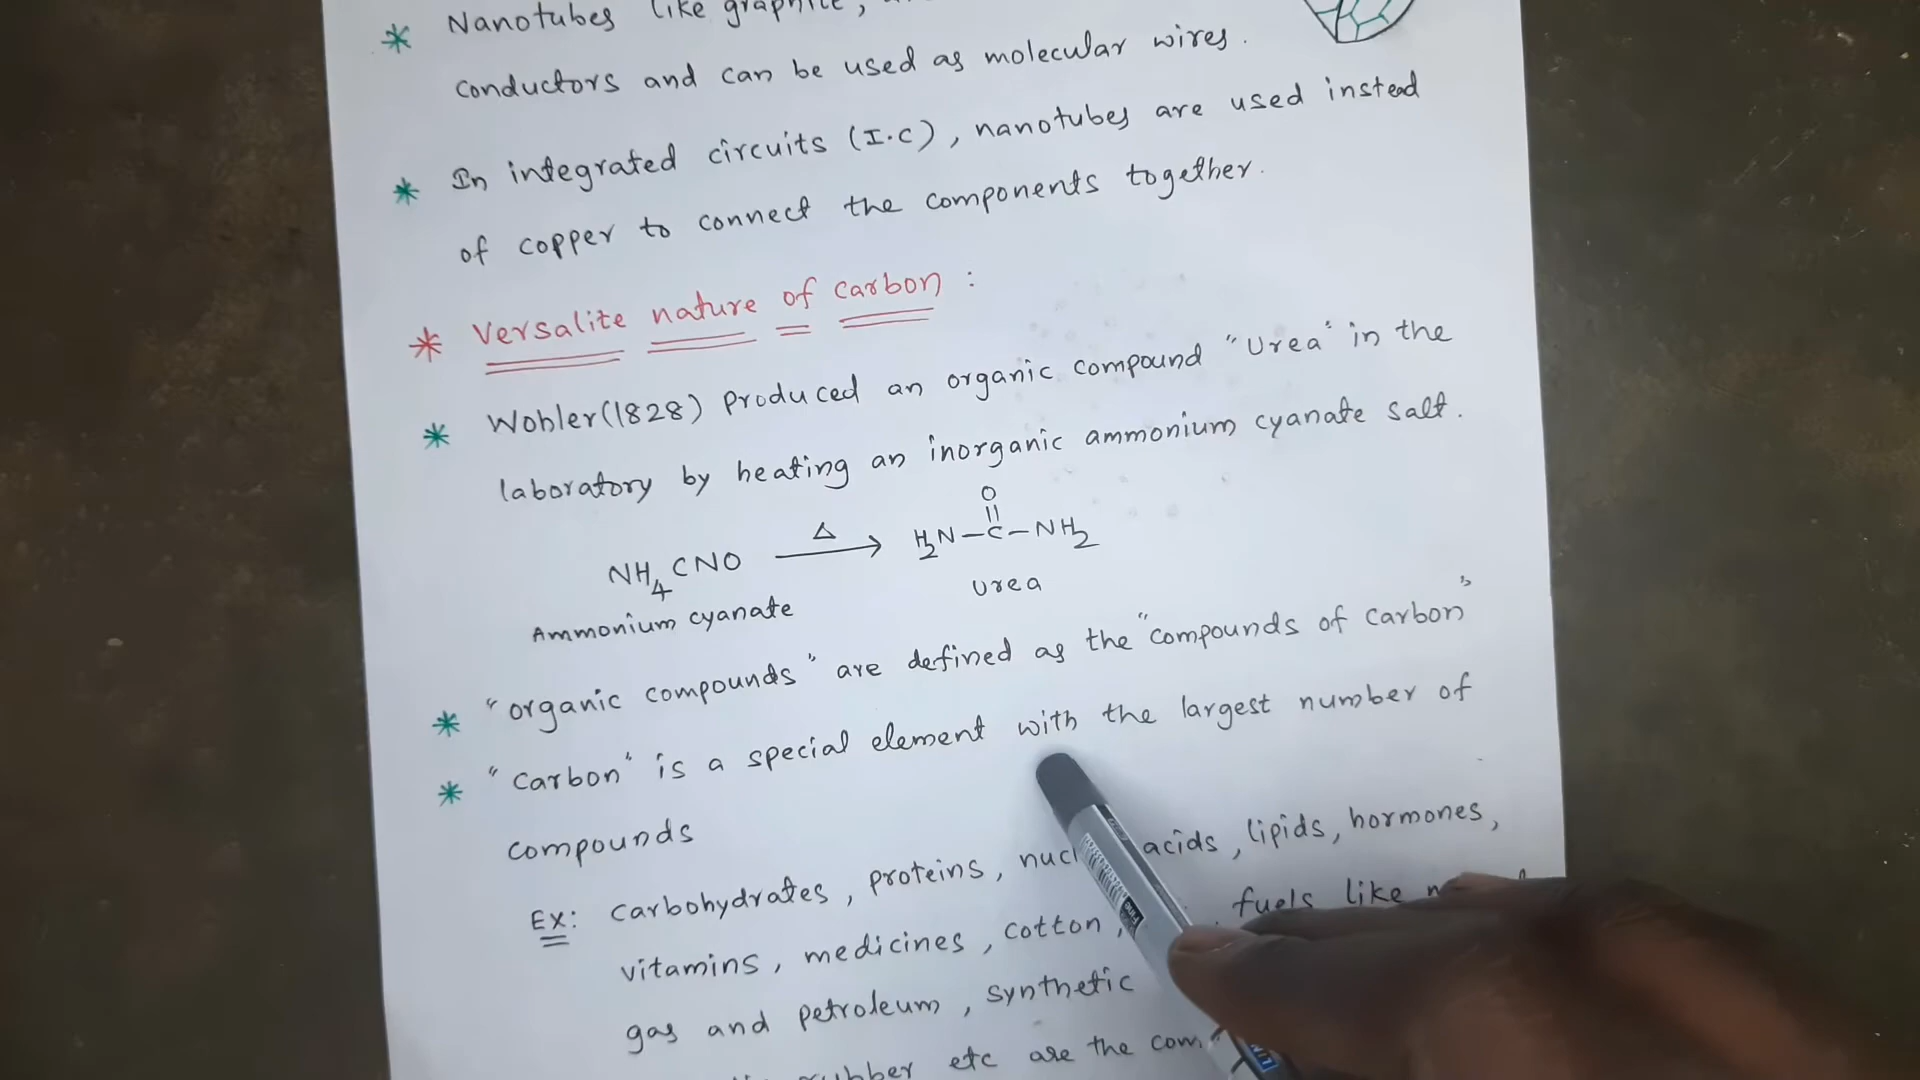 * Nanotubes like graphite,
conductors and can be used as molecular wires.
* In integrated circuits (I.C), nanotubes are used instead
of copper to connect the components together.
* Versalite nature of carbon :
* Wohler(1828) produced an organic compound "Urea" in the
laboratory by heating an inorganic ammonium cyanate salt.
O
NH4CNO Δ→ H2N–C–NH2
Ammonium cyanate urea
* "organic compounds" are defined as the "compounds of carbon"
* "carbon" is a special element with the largest number of
compounds
Ex: carbohydrates, proteins, acids, lipids, hormones,
vitamins, medicines, cotton, fuels like
gas and petroleum, synthetic
rubber etc are the